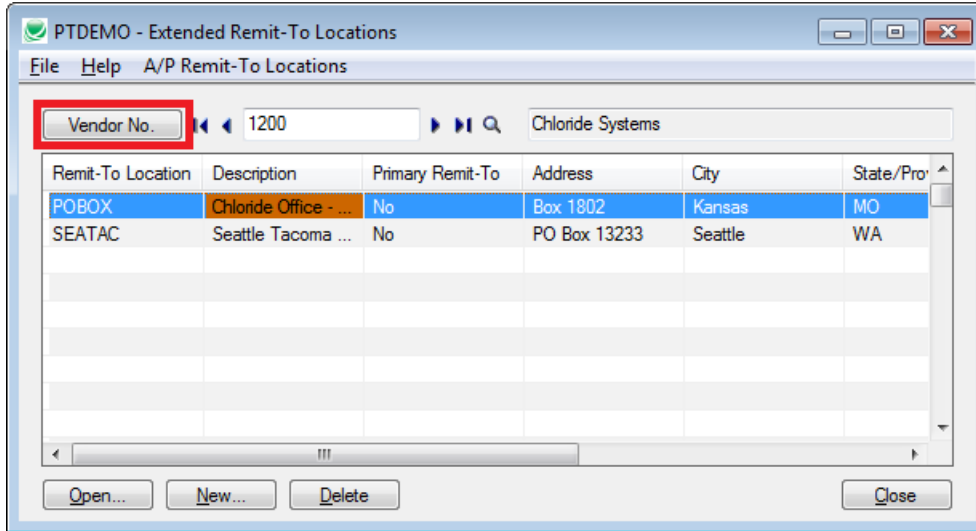 PTDEMO - Extended Remit-To Locations
File Help A/P Remit-To Locations
Vendor No. 1200 Chloride Systems
Remit-To Location Description Primary Remit-To Address City State/Prov
POBOX Chloride Office - ... No Box 1802 Kansas MO
SEATAC Seattle Tacoma ... No PO Box 13233 Seattle WA
Open... New... Delete Close